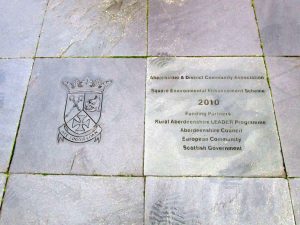 Aberchirder & District Community Association
Square Environmental Enhancement Scheme
2010
Funding Partners
Rural Aberdeenshire LEADER Programme
Aberdeenshire Council
European Community
Scottish Government